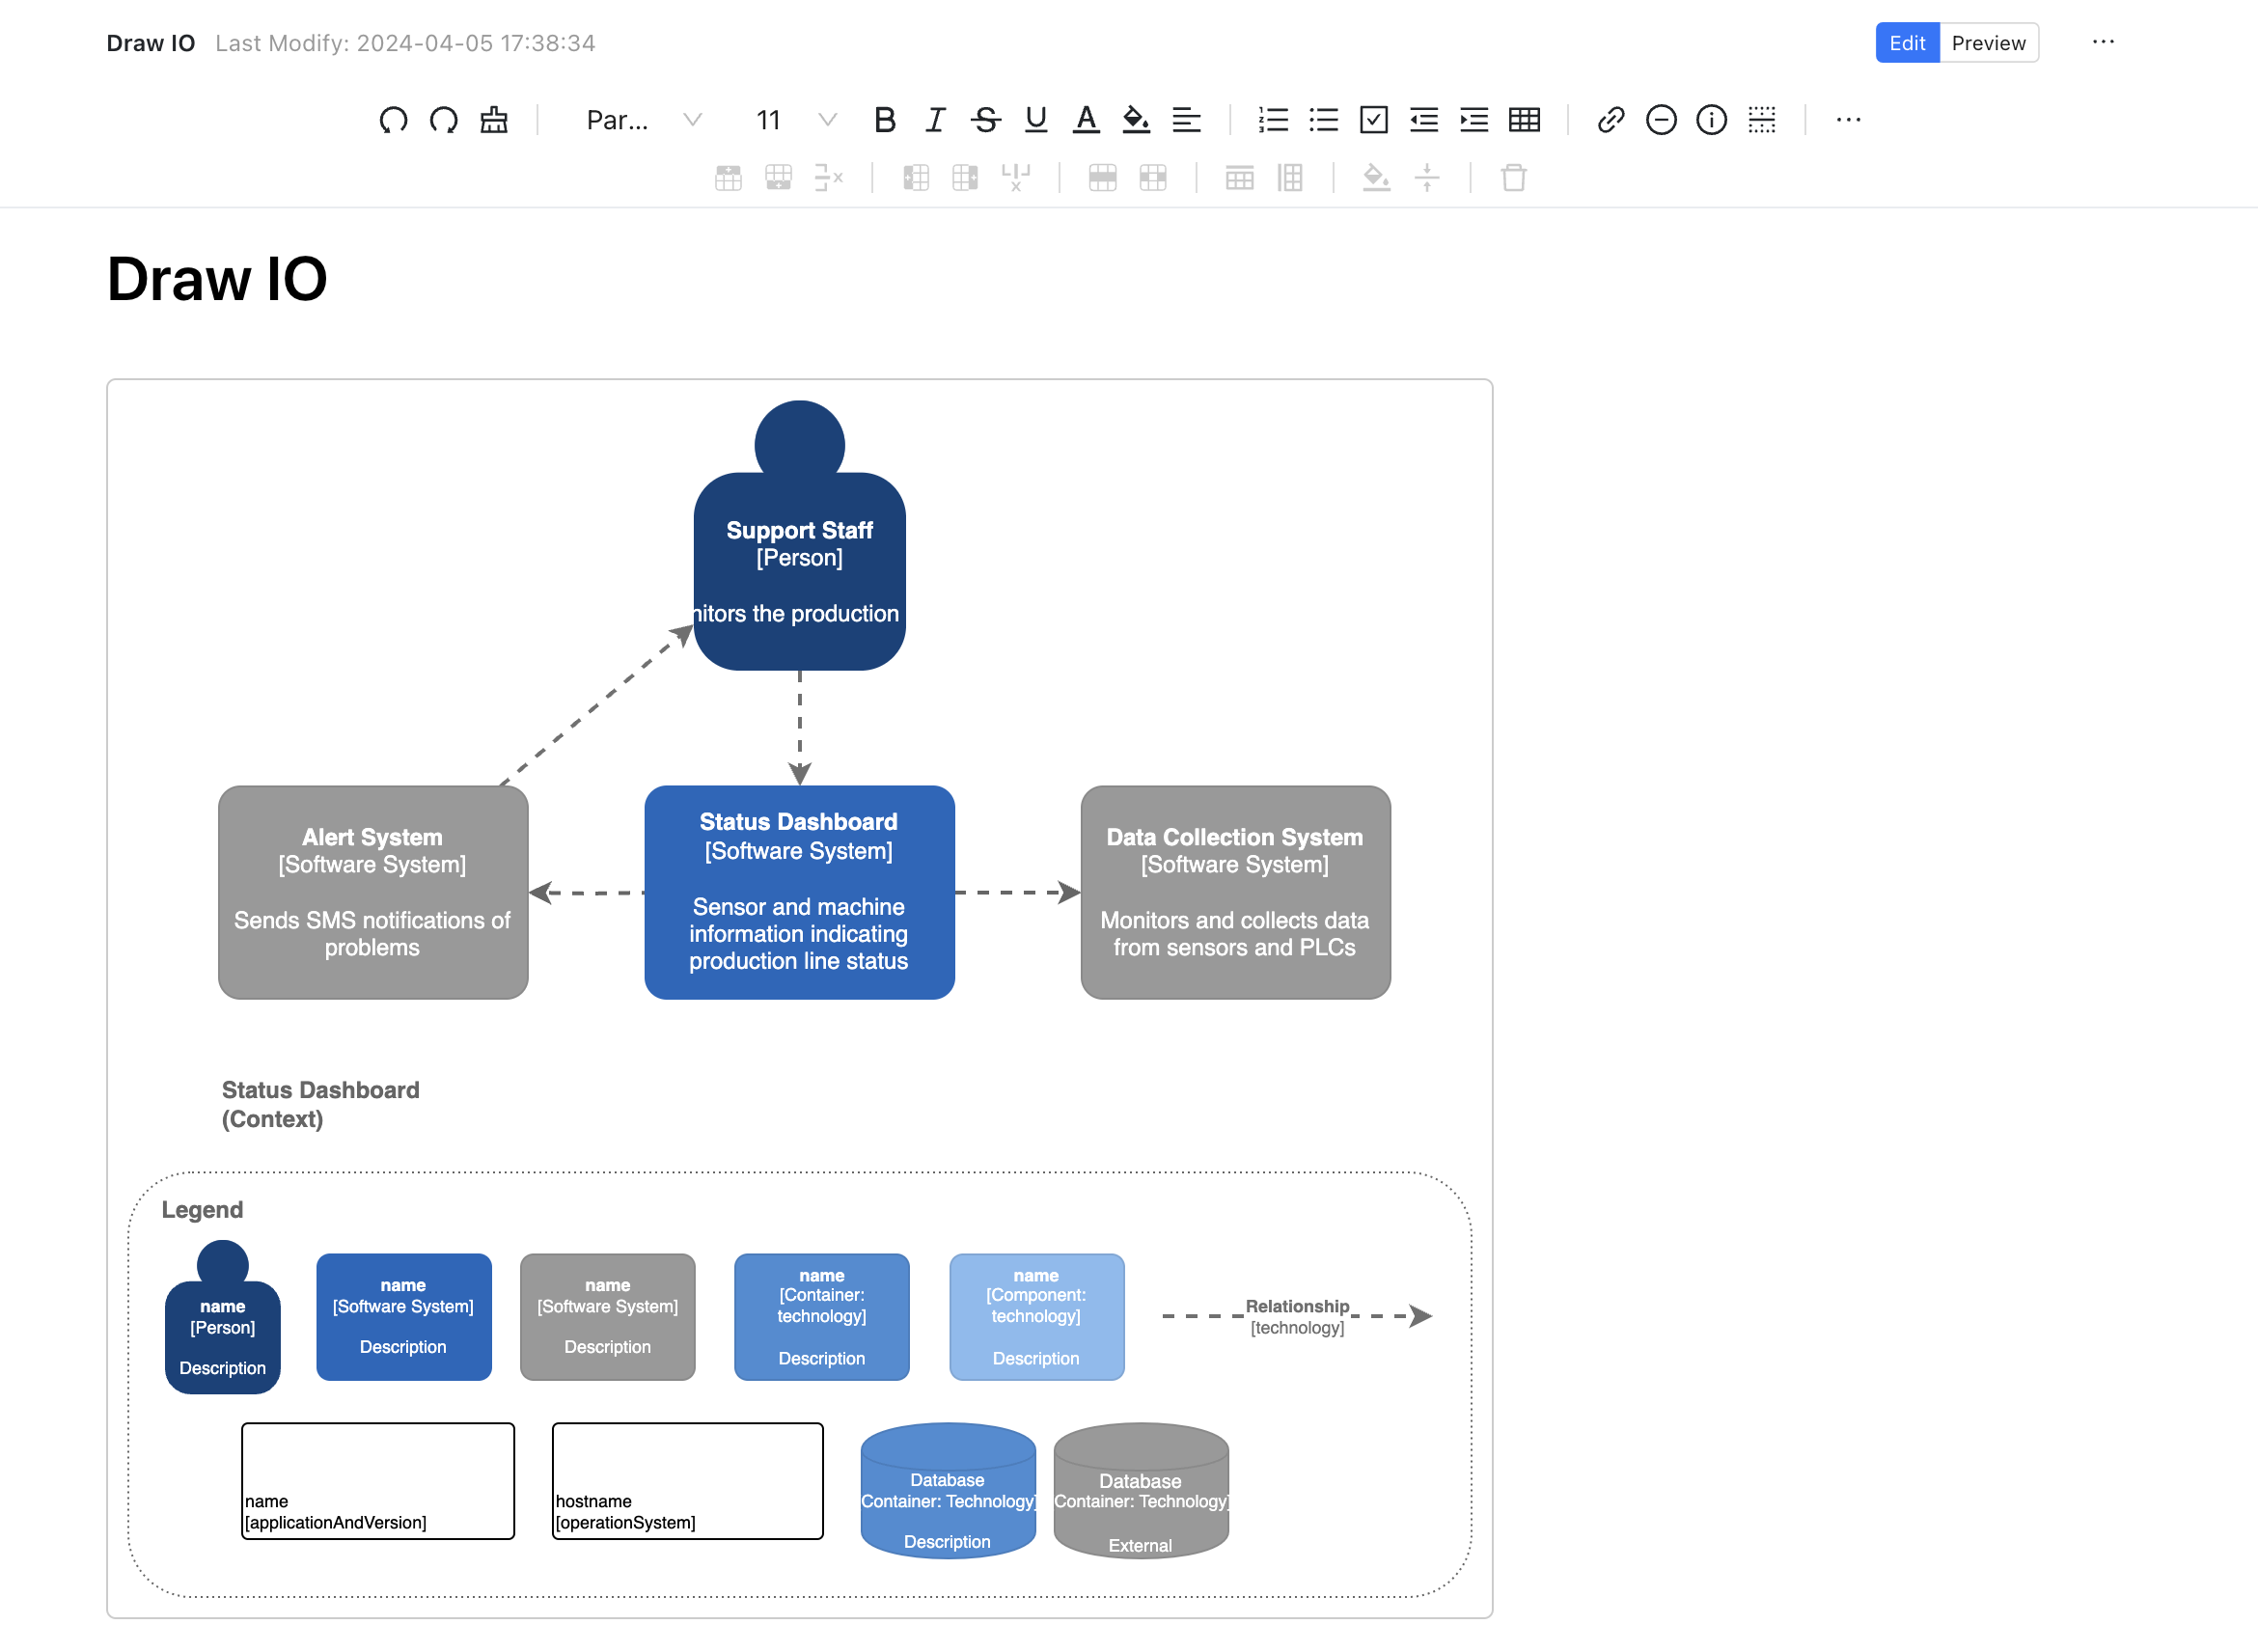 Draw IO Last Modify: 2024-04-05 17:38:34 Edit Preview
Par... 11
Draw IO
Support Staff
[Person]
nitors the production
Alert System
[Software System]
Sends SMS notifications of
problems
Status Dashboard
[Software System]
Sensor and machine
information indicating
production line status
Data Collection System
[Software System]
Monitors and collects data
from sensors and PLCs
Status Dashboard
(Context)
Legend
name
[Person]
Description
name
[Software System]
Description
name
[Software System]
Description
name
[Container:
technology]
Description
name
[Component:
technology]
Description
Relationship
[technology]
name
[applicationAndVersion]
hostname
[operationSystem]
Database
Container: Technology]
Description
Database
Container: Technology]
External